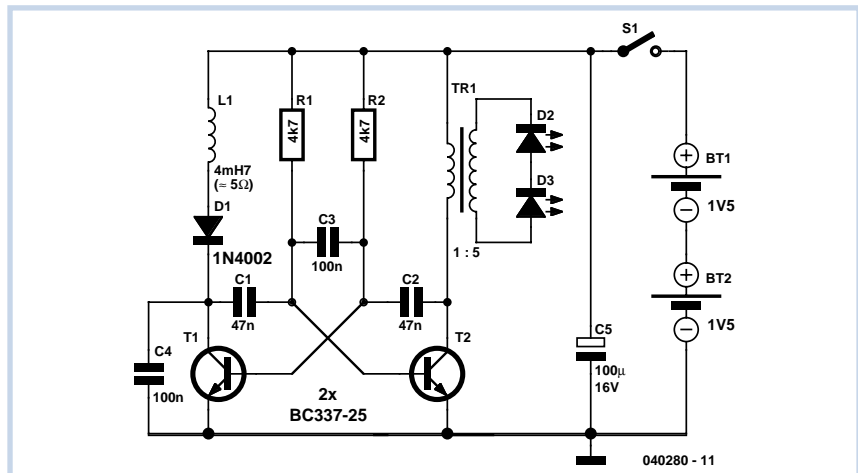 S1
L1
R1
R2
TR1
4k7
4k7
D2
4mH7
(≈ 5Ω)
D3
BT1
D1
1V5
C3
1N4002
100n
1 : 5
C1
C2
BT2
47n
47n
1V5
T1
T2
C5
C4
100n
100µ
16V
2x
BC337-25
040280 - 11